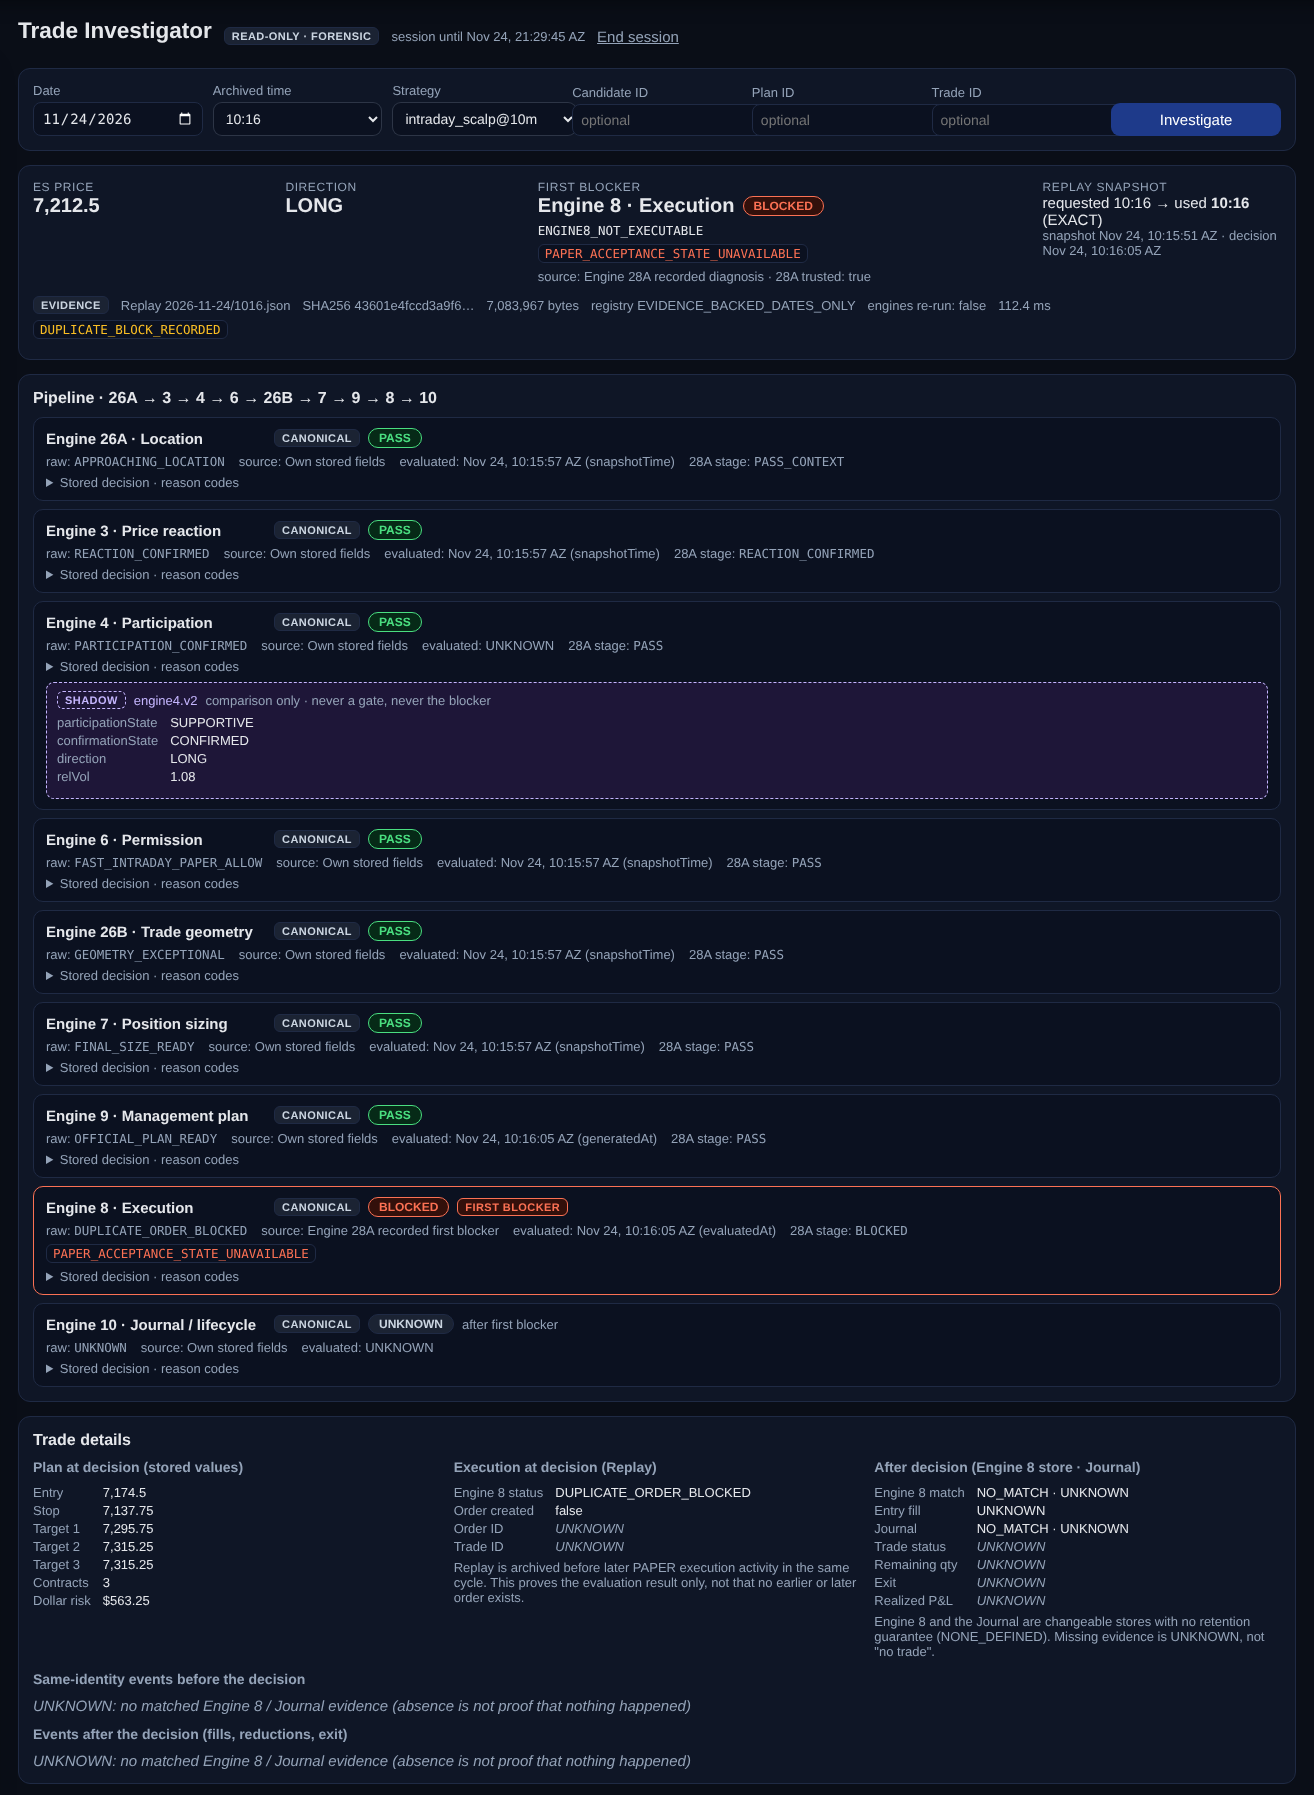 Trade Investigator READ-ONLY · FORENSIC session until Nov 24, 21:29:45 AZ End session
Date Archived time Strategy Candidate ID Plan ID Trade ID
11/24/2026 10:16 intraday_scalp@10m optional optional optional Investigate
ES PRICE DIRECTION FIRST BLOCKER REPLAY SNAPSHOT
7,212.5 LONG Engine 8 · Execution BLOCKED requested 10:16 → used 10:16
(EXACT)
ENGINE8_NOT_EXECUTABLE snapshot Nov 24, 10:15:51 AZ · decision
PAPER_ACCEPTANCE_STATE_UNAVAILABLE Nov 24, 10:16:05 AZ
source: Engine 28A recorded diagnosis · 28A trusted: true
EVIDENCE Replay 2026-11-24/1016.json SHA256 43601e4fccd3a9f6… 7,083,967 bytes registry EVIDENCE_BACKED_DATES_ONLY engines re-run: false 112.4 ms
DUPLICATE_BLOCK_RECORDED
Pipeline · 26A → 3 → 4 → 6 → 26B → 7 → 9 → 8 → 10
Engine 26A · Location CANONICAL PASS
raw: APPROACHING_LOCATION source: Own stored fields evaluated: Nov 24, 10:15:57 AZ (snapshotTime) 28A stage: PASS_CONTEXT
▶ Stored decision · reason codes
Engine 3 · Price reaction CANONICAL PASS
raw: REACTION_CONFIRMED source: Own stored fields evaluated: Nov 24, 10:15:57 AZ (snapshotTime) 28A stage: REACTION_CONFIRMED
▶ Stored decision · reason codes
Engine 4 · Participation CANONICAL PASS
raw: PARTICIPATION_CONFIRMED source: Own stored fields evaluated: UNKNOWN 28A stage: PASS
▶ Stored decision · reason codes
SHADOW engine4.v2 comparison only · never a gate, never the blocker
participationState SUPPORTIVE
confirmationState CONFIRMED
direction LONG
relVol 1.08
Engine 6 · Permission CANONICAL PASS
raw: FAST_INTRADAY_PAPER_ALLOW source: Own stored fields evaluated: Nov 24, 10:15:57 AZ (snapshotTime) 28A stage: PASS
▶ Stored decision · reason codes
Engine 26B · Trade geometry CANONICAL PASS
raw: GEOMETRY_EXCEPTIONAL source: Own stored fields evaluated: Nov 24, 10:15:57 AZ (snapshotTime) 28A stage: PASS
▶ Stored decision · reason codes
Engine 7 · Position sizing CANONICAL PASS
raw: FINAL_SIZE_READY source: Own stored fields evaluated: Nov 24, 10:15:57 AZ (snapshotTime) 28A stage: PASS
▶ Stored decision · reason codes
Engine 9 · Management plan CANONICAL PASS
raw: OFFICIAL_PLAN_READY source: Own stored fields evaluated: Nov 24, 10:16:05 AZ (generatedAt) 28A stage: PASS
▶ Stored decision · reason codes
Engine 8 · Execution CANONICAL BLOCKED FIRST BLOCKER
raw: DUPLICATE_ORDER_BLOCKED source: Engine 28A recorded first blocker evaluated: Nov 24, 10:16:05 AZ (evaluatedAt) 28A stage: BLOCKED
PAPER_ACCEPTANCE_STATE_UNAVAILABLE
▶ Stored decision · reason codes
Engine 10 · Journal / lifecycle CANONICAL UNKNOWN after first blocker
raw: UNKNOWN source: Own stored fields evaluated: UNKNOWN
▶ Stored decision · reason codes
Trade details
Plan at decision (stored values)
Entry 7,174.5
Stop 7,137.75
Target 1 7,295.75
Target 2 7,315.25
Target 3 7,315.25
Contracts 3
Dollar risk $563.25
Execution at decision (Replay)
Engine 8 status DUPLICATE_ORDER_BLOCKED
Order created false
Order ID UNKNOWN
Trade ID UNKNOWN
Replay is archived before later PAPER execution activity in the same
cycle. This proves the evaluation result only, not that no earlier or later
order exists.
After decision (Engine 8 store · Journal)
Engine 8 match NO_MATCH · UNKNOWN
Entry fill UNKNOWN
Journal NO_MATCH · UNKNOWN
Trade status UNKNOWN
Remaining qty UNKNOWN
Exit UNKNOWN
Realized P&L UNKNOWN
Engine 8 and the Journal are changeable stores with no retention
guarantee (NONE_DEFINED). Missing evidence is UNKNOWN, not
"no trade".
Same-identity events before the decision
UNKNOWN: no matched Engine 8 / Journal evidence (absence is not proof that nothing happened)
Events after the decision (fills, reductions, exit)
UNKNOWN: no matched Engine 8 / Journal evidence (absence is not proof that nothing happened)